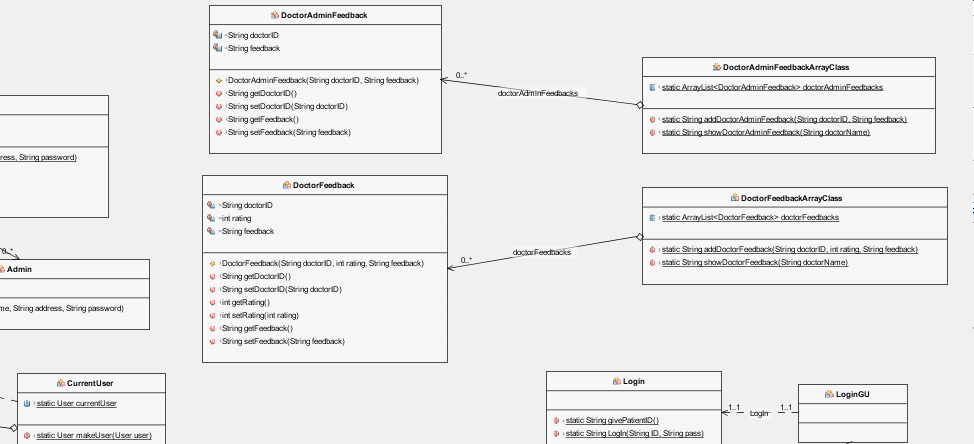 DoctorAdminFeedback
~String doctorID
~String feedback
DoctorAdminFeedback(String doctorID, String feedback)
String getDoctorID()
String setDoctorID(String doctorID)
String getFeedback()
String setFeedback(String feedback)
0..*
doctorAdminFeedbacks
DoctorAdminFeedbackArrayClass
static ArrayList<DoctorAdminFeedback> doctorAdminFeedbacks
static String addDoctorAdminFeedback(String doctorID, String feedback)
static String showDoctorAdminFeedback(String doctorName)
String password)
DoctorFeedback
~String doctorID
~int rating
~String feedback
DoctorFeedback(String doctorID, int rating, String feedback)
String getDoctorID()
String setDoctorID(String doctorID)
int getRating()
int setRating(int rating)
String getFeedback()
String setFeedback(String feedback)
0..*
doctorFeedbacks
DoctorFeedbackArrayClass
static ArrayList<DoctorFeedback> doctorFeedbacks
static String addDoctorFeedback(String doctorID, int rating, String feedback)
static String showDoctorFeedback(String doctorName)
0..*
Admin
String address, String password)
CurrentUser
static User currentUser
static User makeUser(User user)
Login
static String givePatientID()
static String LogIn(String ID, String pass)
1..1
LogIn
1..1
LoginGU